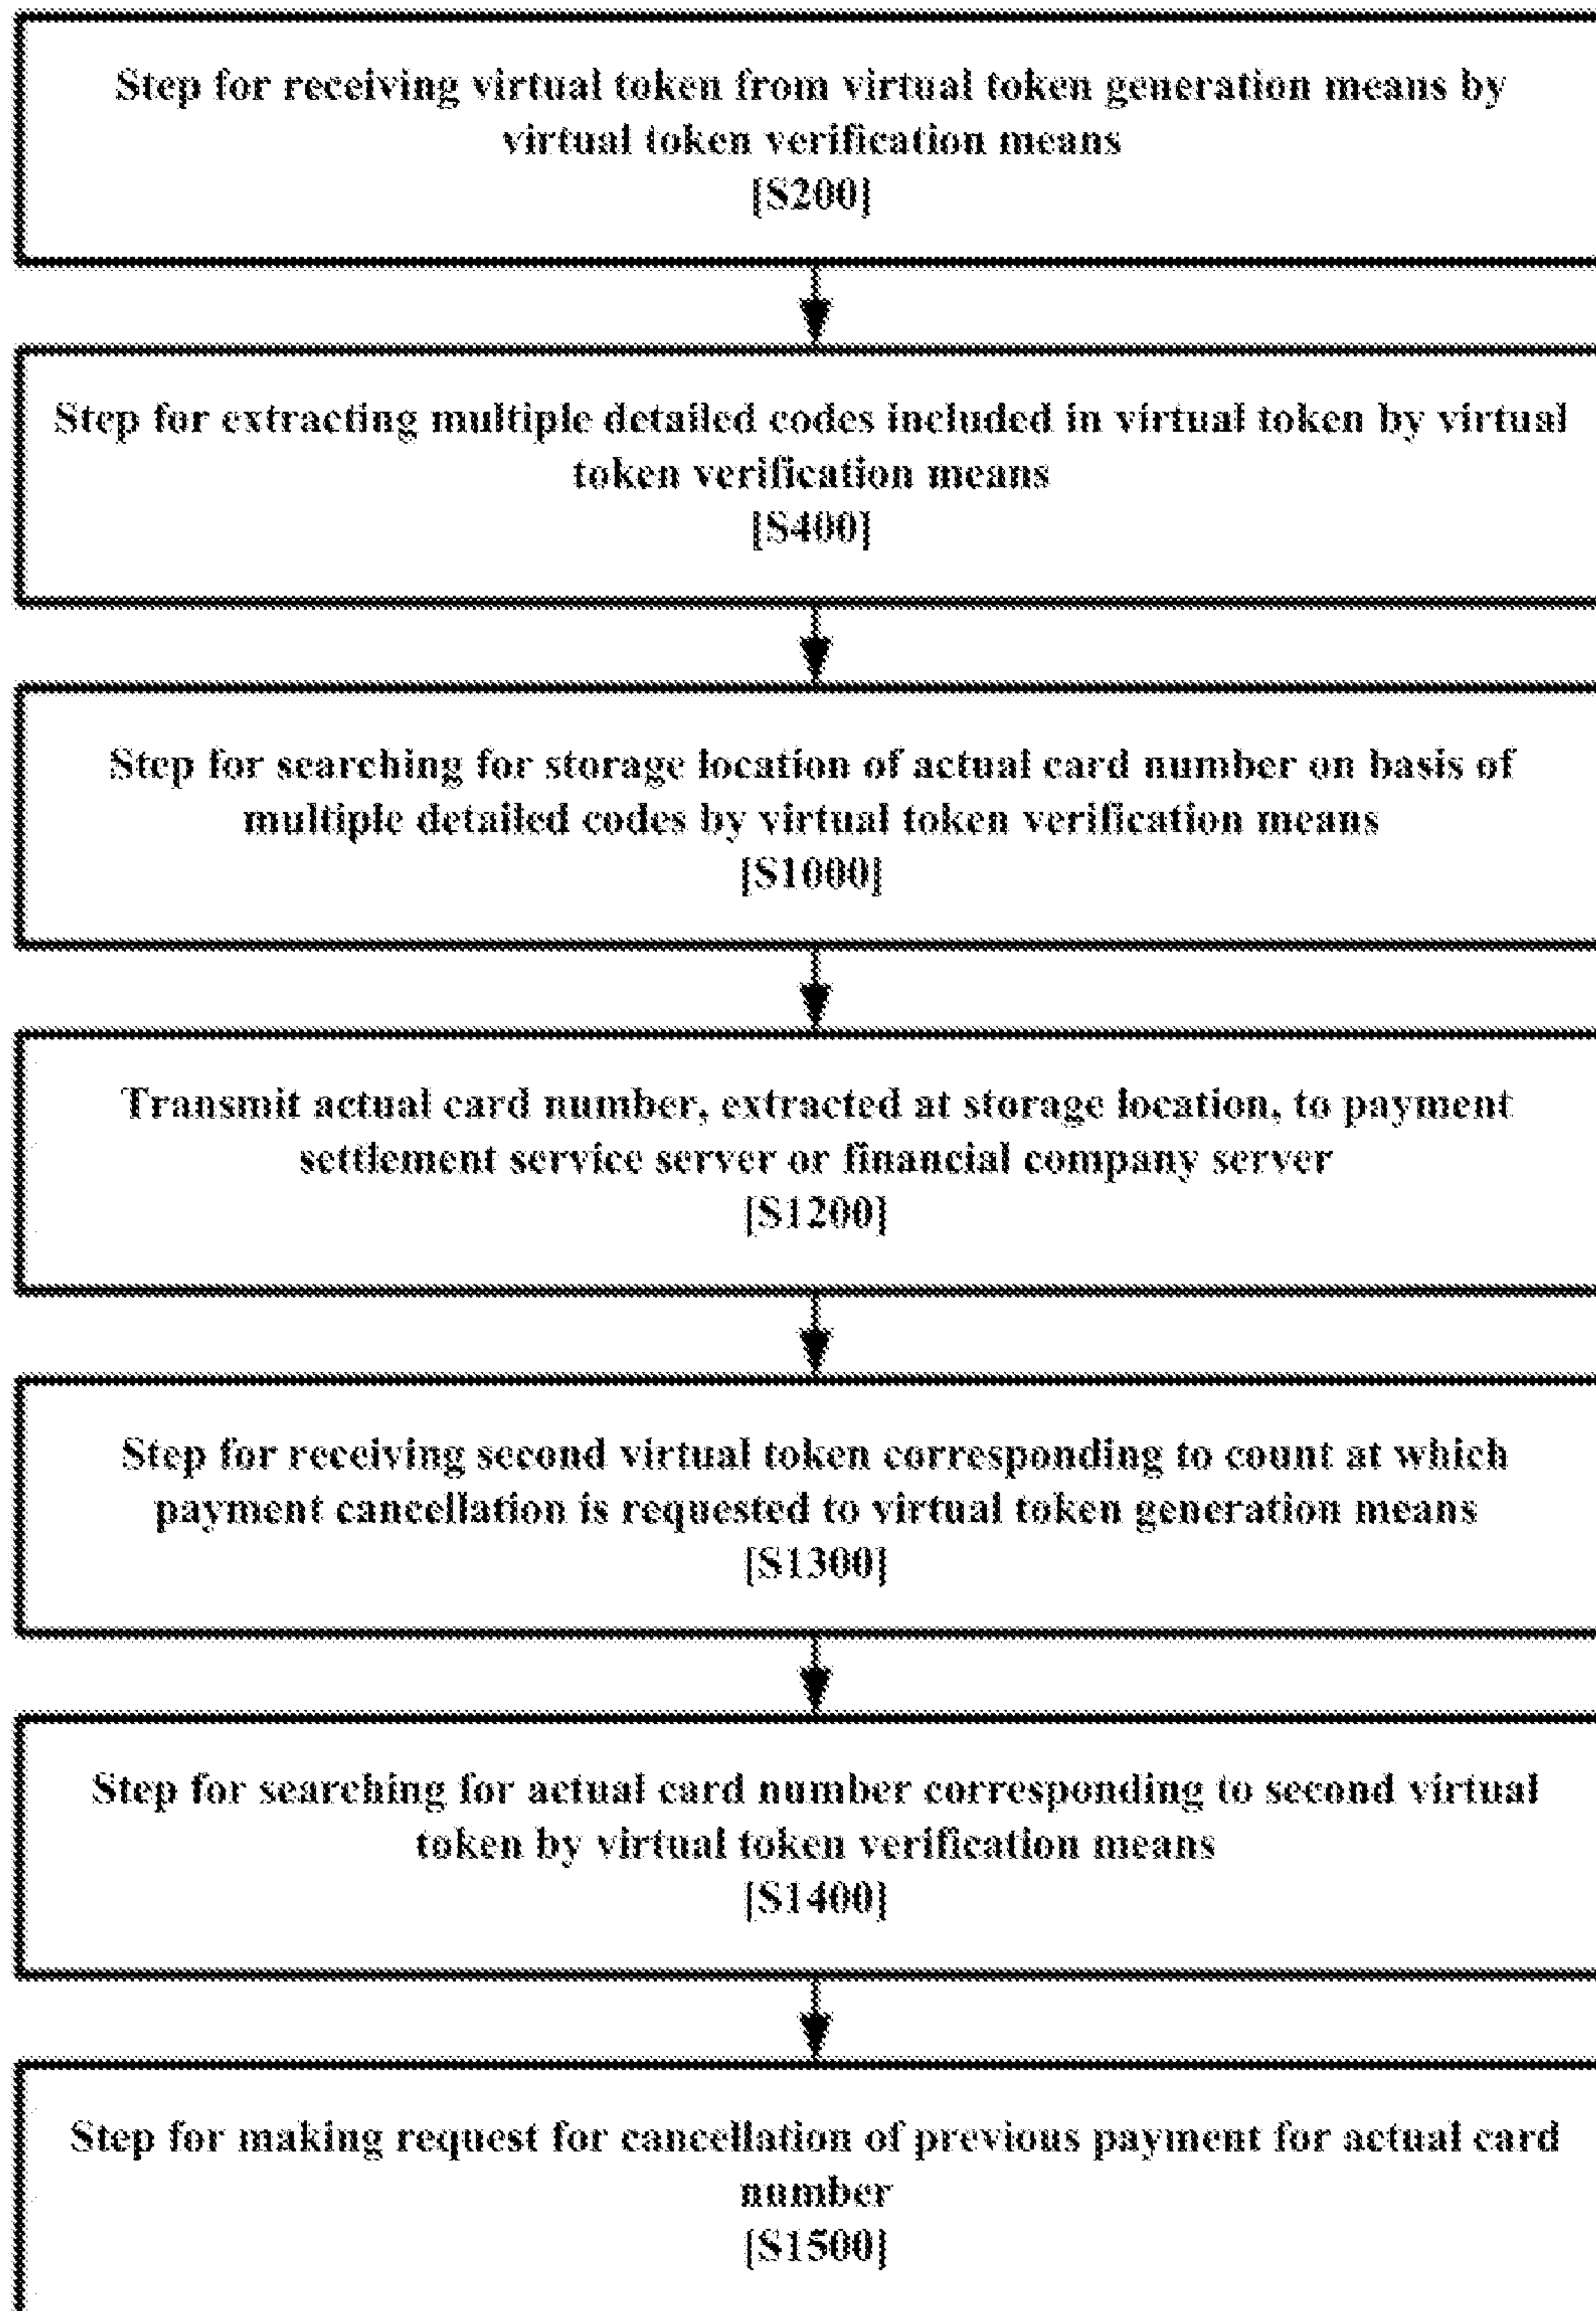 Step for receiving virtual token from virtual token generation means by
virtual token verification means
[S200]
Step for extracting multiple detailed codes included in virtual token by virtual
token verification means
[S400]
Step for searching for storage location of actual card number on basis of
multiple detailed codes by virtual token verification means
[S1000]
Transmit actual card number, extracted at storage location, to payment
settlement service server or financial company server
[S1200]
Step for receiving second virtual token corresponding to count at which
payment cancellation is requested to virtual token generation means
[S1300]
Step for searching for actual card number corresponding to second virtual
token by virtual token verification means
[S1400]
Step for making request for cancellation of previous payment for actual card
number
[S1500]